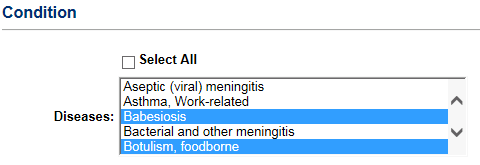 Condition
Select All
Diseases:
Aseptic (viral) meningitis
Asthma, Work-related
Babesiosis
Bacterial and other meningitis
Botulism, foodborne